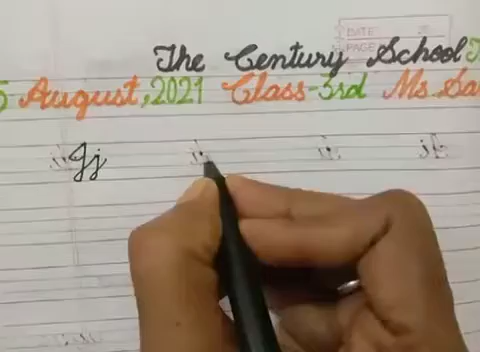 DATE
PAGE
The Century School
August, 2021 Class-3rd Ms.
Jj